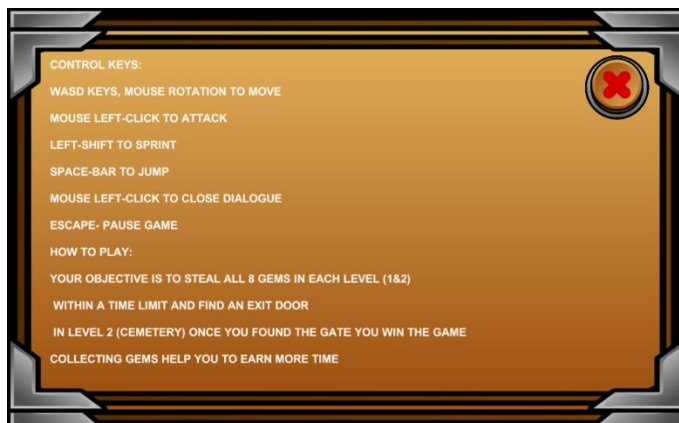 CONTROL KEYS:
WASD KEYS, MOUSE ROTATION TO MOVE
MOUSE LEFT-CLICK TO ATTACK
LEFT-SHIFT TO SPRINT
SPACE-BAR TO JUMP
MOUSE LEFT-CLICK TO CLOSE DIALOGUE
ESCAPE- PAUSE GAME
HOW TO PLAY:
YOUR OBJECTIVE IS TO STEAL ALL 8 GEMS IN EACH LEVEL (1&2)
WITHIN A TIME LIMIT AND FIND AN EXIT DOOR
IN LEVEL 2 (CEMETERY) ONCE YOU FOUND THE GATE YOU WIN THE GAME
COLLECTING GEMS HELP YOU TO EARN MORE TIME